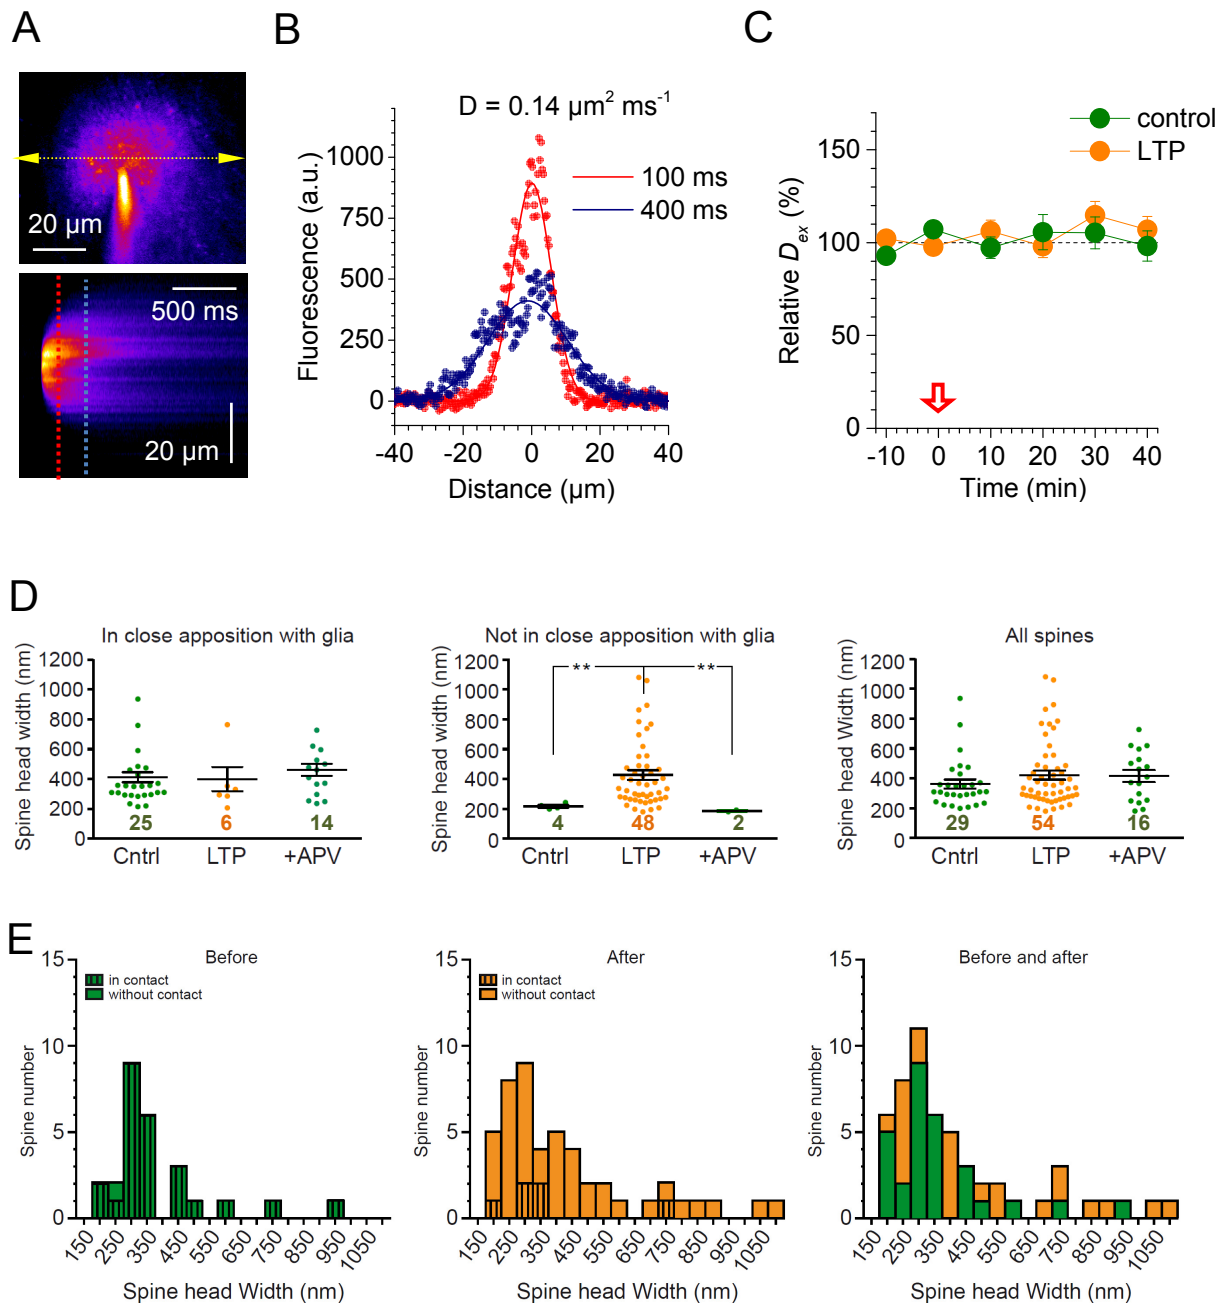 A
20 µm
500 ms
20 µm
B
D = 0.14 µm² ms⁻¹
100 ms
400 ms
Fluorescence (a.u.)
1000
750
500
250
0
-40 -20 0 20 40
Distance (µm)
C
control
LTP
Relative D_ex (%)
150
100
50
0
-10 0 10 20 30 40
Time (min)
D
In close apposition with glia
Spine head width (nm)
1200
1000
800
600
400
200
0
25 6 14
Cntrl LTP +APV
Not in close apposition with glia
Spine head width (nm)
1200
1000
800
600
400
200
0
** **
4 48 2
Cntrl LTP +APV
All spines
Spine head Width (nm)
1200
1000
800
600
400
200
0
29 54 16
Cntrl LTP +APV
E
Before
in contact
without contact
Spine number
15
10
5
0
150 250 350 450 550 650 750 850 950 1050
Spine head Width (nm)
After
in contact
without contact
Spine number
15
10
5
0
150 250 350 450 550 650 750 850 950 1050
Spine head Width (nm)
Before and after
Spine number
15
10
5
0
150 250 350 450 550 650 750 850 950 1050
Spine head Width (nm)